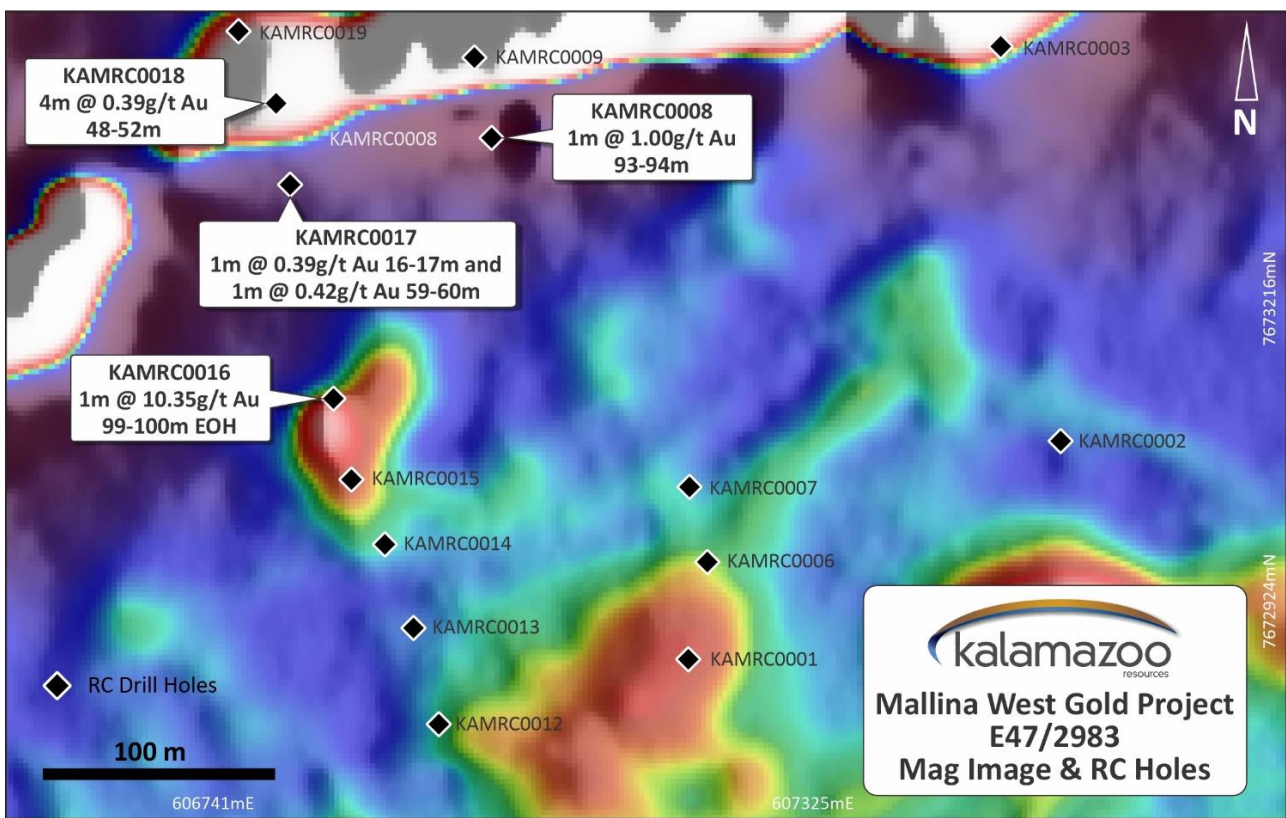 KAMRC0019
KAMRC0009
KAMRC0003
KAMRC0018
4m @ 0.39g/t Au
48-52m
KAMRC0008
KAMRC0008
1m @ 1.00g/t Au
93-94m
N
KAMRC0017
1m @ 0.39g/t Au 16-17m and
1m @ 0.42g/t Au 59-60m
7673216mN
KAMRC0016
1m @ 10.35g/t Au
99-100m EOH
KAMRC0002
KAMRC0015
KAMRC0007
KAMRC0014
KAMRC0006
7672924mN
KAMRC0013
KAMRC0001
KAMRC0012
RC Drill Holes
100 m
606741mE
607325mE
kalamazoo
resources
Mallina West Gold Project
E47/2983
Mag Image & RC Holes